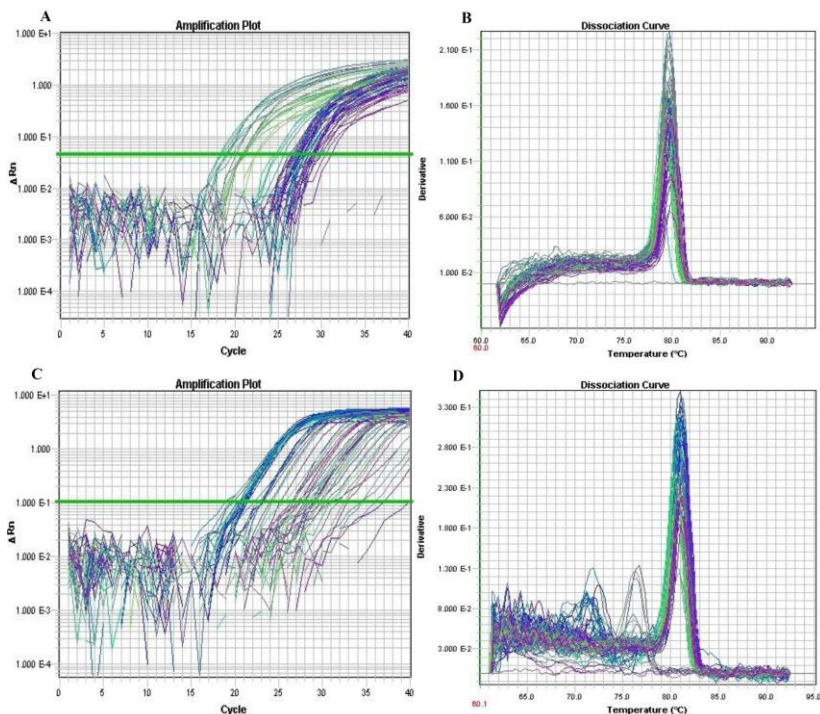 A
Amplification Plot
1.000 E+1
1.000
1.000 E-1
1.000 E-2
1.000 E-3
1.000 E-4
Δ Rn
0 5 10 15 20 25 30 35 40
Cycle
B
Dissociation Curve
2.100 E-1
1.600 E-1
1.100 E-1
6.000 E-2
1.000 E-2
Derivative
60.0 65.0 70.0 75.0 80.0 85.0 90.0
60.0
Temperature (°C)
C
Amplification Plot
1.000 E+1
1.000
1.000 E-1
1.000 E-2
1.000 E-3
1.000 E-4
Δ Rn
0 5 10 15 20 25 30 35 40
Cycle
D
Dissociation Curve
3.300 E-1
2.800 E-1
2.300 E-1
1.800 E-1
1.300 E-1
8.000 E-2
3.000 E-2
Derivative
65.0 70.0 75.0 80.0 85.0 90.0 95.0
60.1
Temperature (°C)